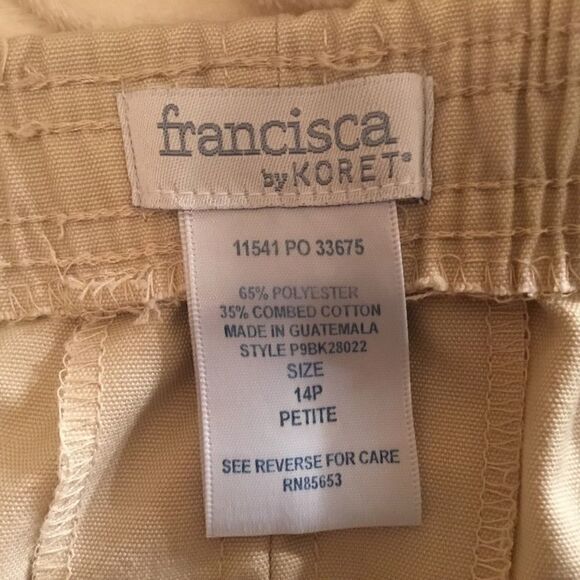 francisca
by KORET®
11541 PO 33675
65% POLYESTER
35% COMBED COTTON
MADE IN GUATEMALA
STYLE P9BK28022
SIZE
14P
PETITE
SEE REVERSE FOR CARE
RN85653